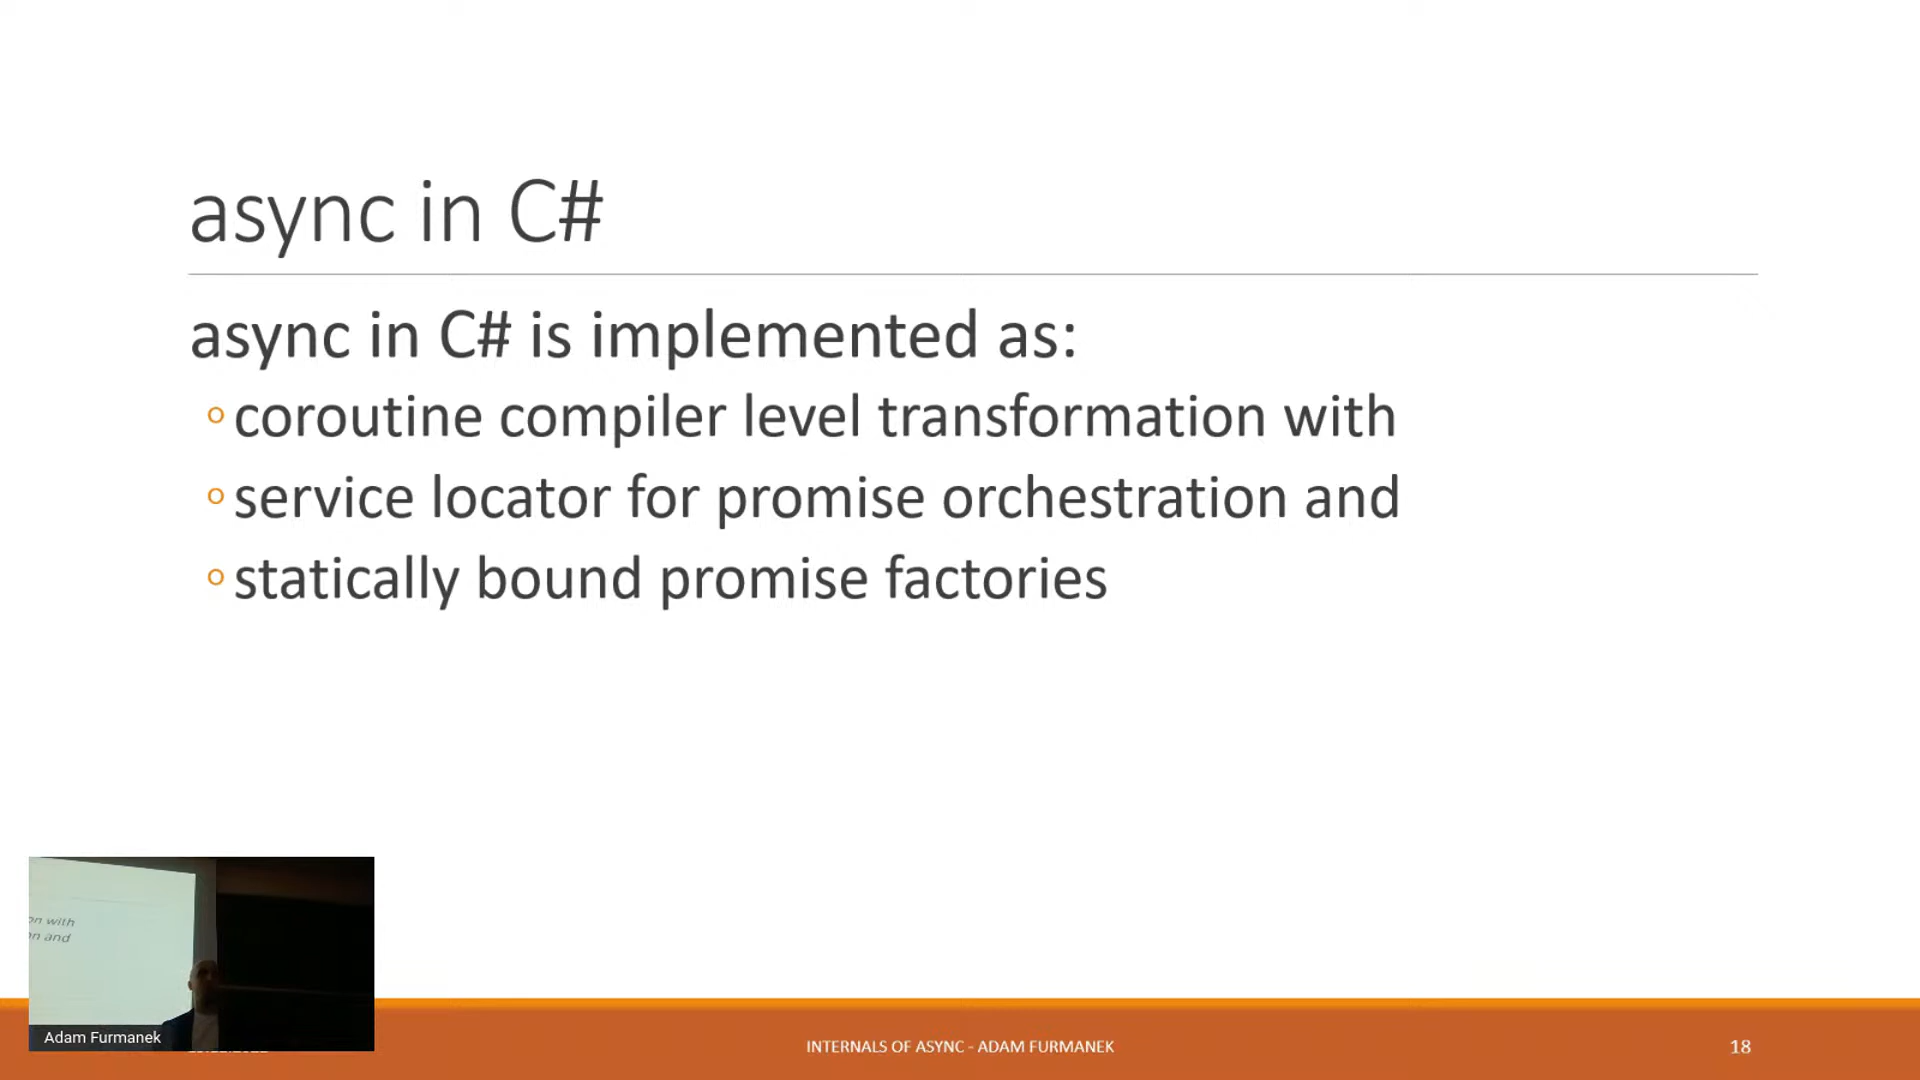 async in C#
async in C# is implemented as:
coroutine compiler level transformation with
service locator for promise orchestration and
statically bound promise factories
with
and
Adam Furmanek
INTERNALS OF ASYNC - ADAM FURMANEK
18